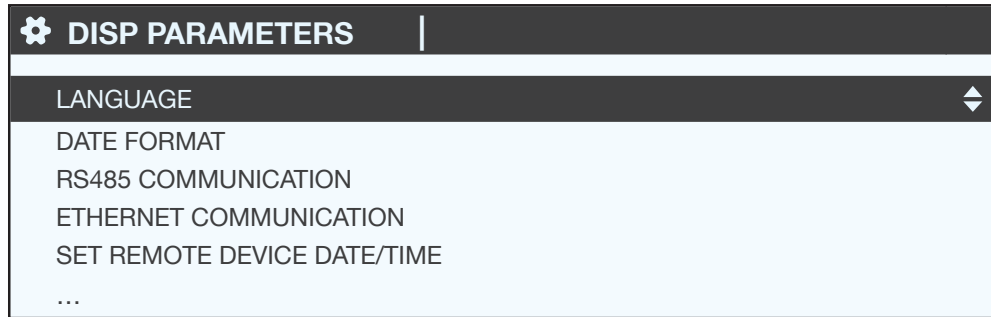 DISP PARAMETERS
LANGUAGE
DATE FORMAT
RS485 COMMUNICATION
ETHERNET COMMUNICATION
SET REMOTE DEVICE DATE/TIME
…